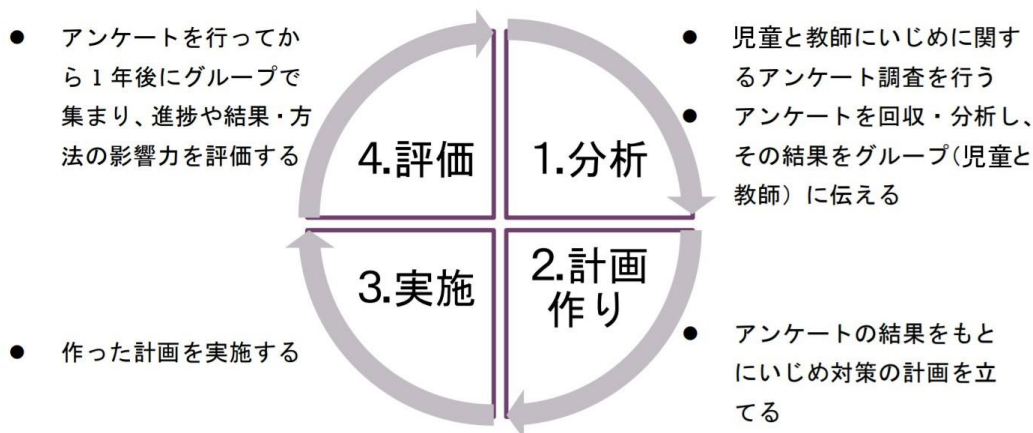 ● アンケートを行ってか
ら1年後にグループで
集まり、進捗や結果・方
法の影響力を評価する
4.評価
1.分析
● 児童と教師にいじめに関す
るアンケート調査を行う
● アンケートを回収・分析し、
その結果をグループ(児童と
教師)に伝える
3.実施
● 作った計画を実施する
2.計画
作り
● アンケートの結果をもと
にいじめ対策の計画を立
てる